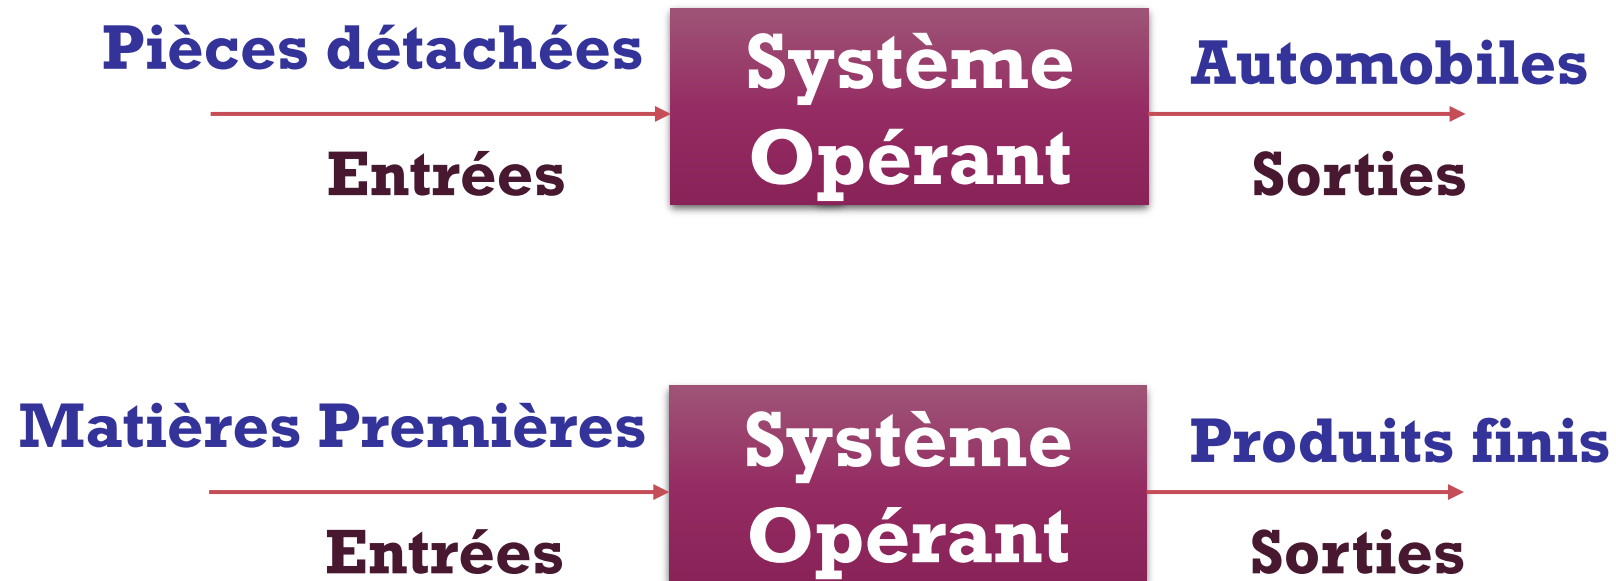 Pièces détachées
Système
Opérant
Automobiles
Entrées
Sorties
Matières Premières
Système
Opérant
Produits finis
Entrées
Sorties